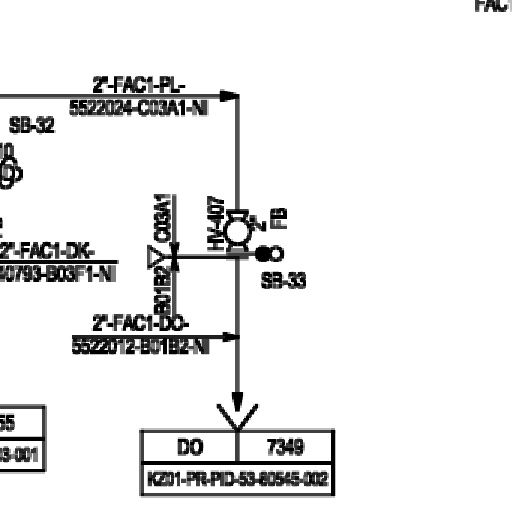 FAC1
2"-FAC1-PL-
5522024-C03A1-NI
SB-32
10
C03A1
HV-407
2"
FB
2"-FAC1-DK-
40793-B03F1-NI
B01B2
SB-33
2"-FAC1-DO-
5522012-B01B2-NI
55
3-001
DO 7349
KZ01-PR-PID-53-60545-002